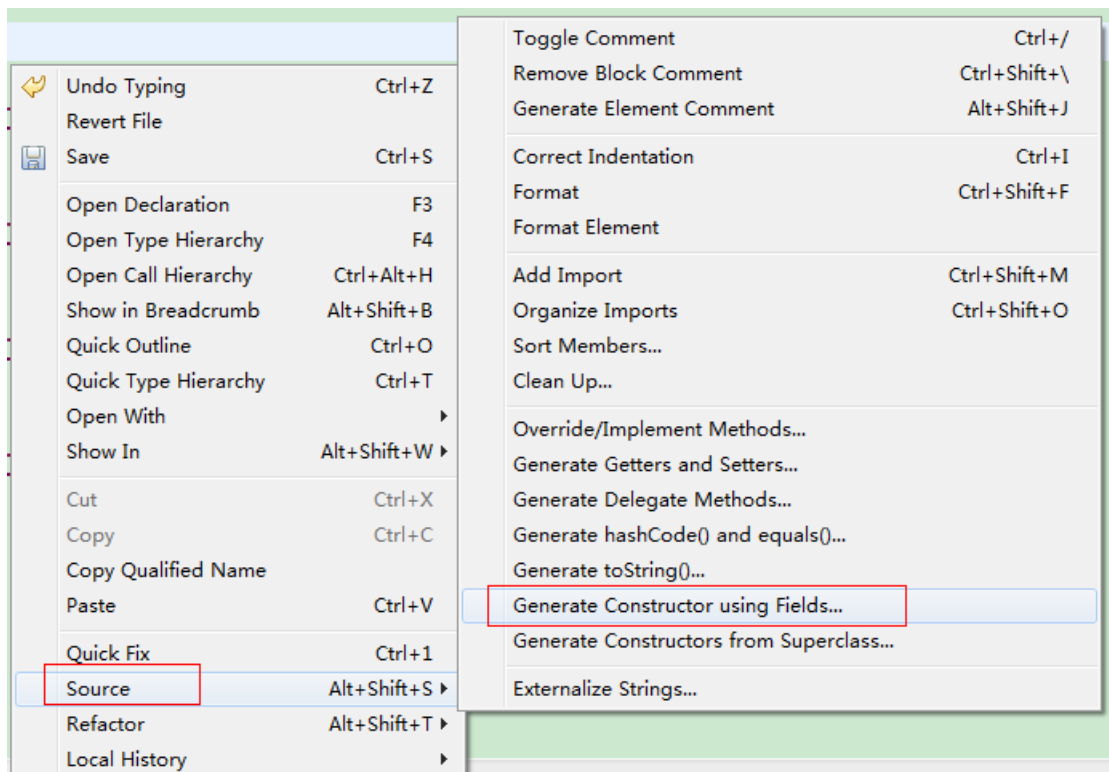 Undo Typing Ctrl+Z
Revert File
Save Ctrl+S
Open Declaration F3
Open Type Hierarchy F4
Open Call Hierarchy Ctrl+Alt+H
Show in Breadcrumb Alt+Shift+B
Quick Outline Ctrl+O
Quick Type Hierarchy Ctrl+T
Open With
Show In Alt+Shift+W
Cut Ctrl+X
Copy Ctrl+C
Copy Qualified Name
Paste Ctrl+V
Quick Fix Ctrl+1
Source Alt+Shift+S
Refactor Alt+Shift+T
Local History
Toggle Comment Ctrl+/
Remove Block Comment Ctrl+Shift+\
Generate Element Comment Alt+Shift+J
Correct Indentation Ctrl+I
Format Ctrl+Shift+F
Format Element
Add Import Ctrl+Shift+M
Organize Imports Ctrl+Shift+O
Sort Members...
Clean Up...
Override/Implement Methods...
Generate Getters and Setters...
Generate Delegate Methods...
Generate hashCode() and equals()...
Generate toString()...
Generate Constructor using Fields...
Generate Constructors from Superclass...
Externalize Strings...